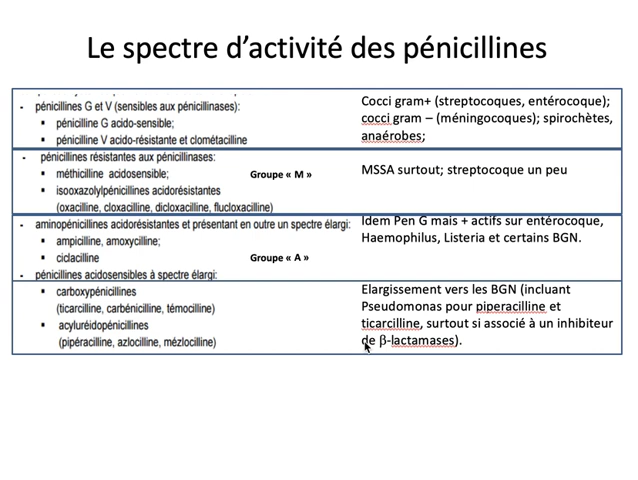 Le spectre d’activité des pénicillines
- pénicillines G et V (sensibles aux pénicillinases):
▪ pénicilline G acido-sensible;
▪ pénicilline V acido-résistante et clométacilline
Cocci gram+ (streptocoques, entérocoque);
cocci gram – (méningocoques); spirochètes,
anaérobes;
- pénicillines résistantes aux pénicillinases:
▪ méthicilline acidosensible;
Groupe « M »
▪ isooxazolylpénicillines acidorésistantes
(oxacilline, cloxacilline, dicloxacilline, flucloxacilline)
MSSA surtout; streptocoque un peu
- aminopénicillines acidorésistantes et présentant en outre un spectre élargi:
▪ ampicilline, amoxycilline;
▪ ciclacilline
Groupe « A »
Idem Pen G mais + actifs sur entérocoque,
Haemophilus, Listeria et certains BGN.
- pénicillines acidosensibles à spectre élargi:
▪ carboxypénicillines
(ticarcilline, carbénicilline, témocilline)
▪ acyluréidopénicillines
(pipéracilline, azlocilline, mézlocilline)
Elargissement vers les BGN (incluant
Pseudomonas pour piperacilline et
ticarcilline, surtout si associé à un inhibiteur
de β-lactamases).